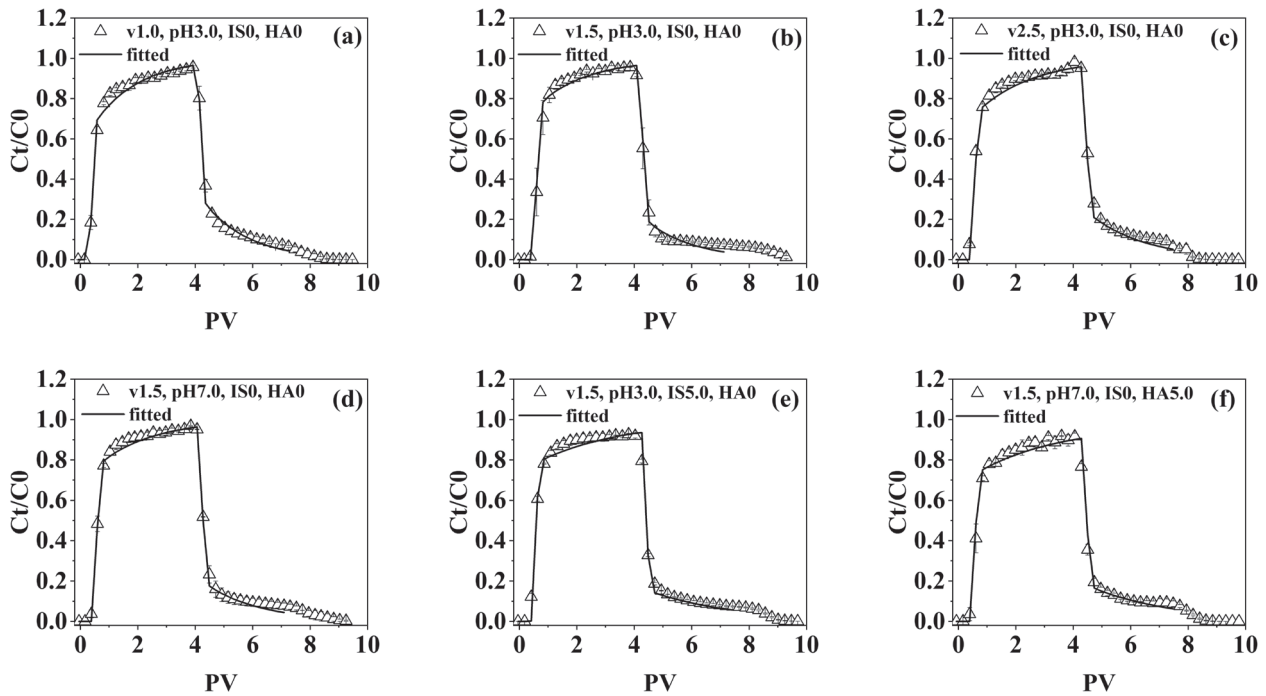 v1.0, pH3.0, IS0, HA0
fitted
(a)
1.2
1.0
0.8
0.6
0.4
0.2
0.0
Ct/C0
0 2 4 6 8 10
PV
v1.5, pH3.0, IS0, HA0
fitted
(b)
1.2
1.0
0.8
0.6
0.4
0.2
0.0
Ct/C0
0 2 4 6 8 10
PV
v2.5, pH3.0, IS0, HA0
fitted
(c)
1.2
1.0
0.8
0.6
0.4
0.2
0.0
Ct/C0
0 2 4 6 8 10
PV
v1.5, pH7.0, IS0, HA0
fitted
(d)
1.2
1.0
0.8
0.6
0.4
0.2
0.0
Ct/C0
0 2 4 6 8 10
PV
v1.5, pH3.0, IS5.0, HA0
fitted
(e)
1.2
1.0
0.8
0.6
0.4
0.2
0.0
Ct/C0
0 2 4 6 8 10
PV
v1.5, pH7.0, IS0, HA5.0
fitted
(f)
1.2
1.0
0.8
0.6
0.4
0.2
0.0
Ct/C0
0 2 4 6 8 10
PV